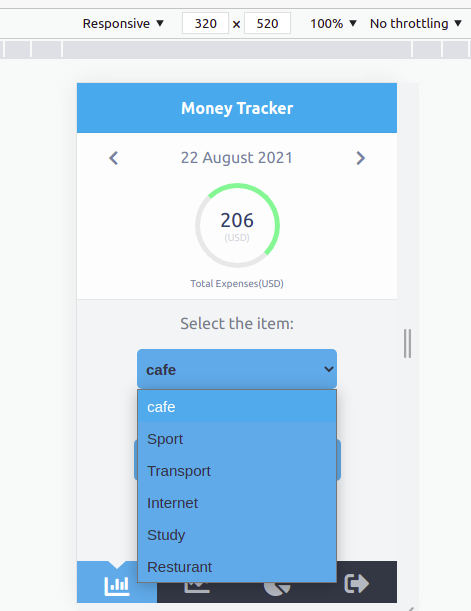 Responsive ▼ 320 × 520 100% ▼ No throttling ▼
Money Tracker
22 August 2021
206
(USD)
Total Expenses(USD)
Select the item:
cafe
cafe
Sport
Transport
Internet
Study
Resturant